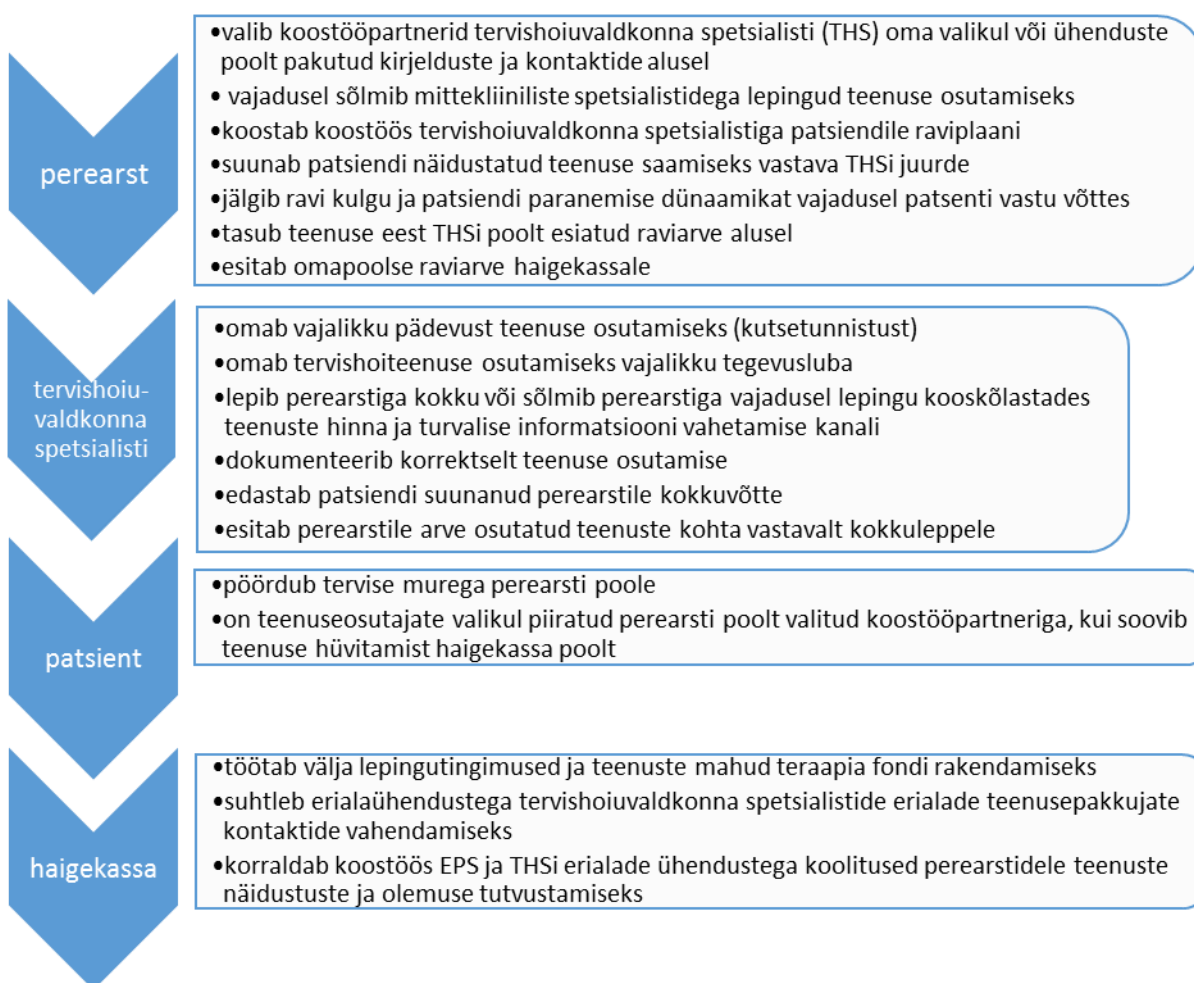 perearst
•valib koostööpartnerid tervishoiuvaldkonna spetsialisti (THS) oma valikul või ühenduste
poolt pakutud kirjelduste ja kontaktide alusel
• vajadusel sõlmib mittekliiniliste spetsialistidega lepingud teenuse osutamiseks
•koostab koostöös tervishoiuvaldkonna spetsialistiga patsiendile raviplaani
•suunab patsiendi näidustatud teenuse saamiseks vastava THSi juurde
•jälgib ravi kulgu ja patsiendi paranemise dünaamikat vajadusel patsenti vastu võttes
•tasub teenuse eest THSi poolt esiatud raviarve alusel
•esitab omapoolse raviarve haigekassale
tervishoiu-
valdkonna
spetsialisti
•omab vajalikku pädevust teenuse osutamiseks (kutsetunnistust)
•omab tervishoiteenuse osutamiseks vajalikku tegevusluba
•lepib perearstiga kokku või sõlmib perearstiga vajadusel lepingu kooskõlastades
teenuste hinna ja turvalise informatsiooni vahetamise kanali
•dokumenteerib korrektselt teenuse osutamise
•edastab patsiendi suunanud perearstile kokkuvõtte
•esitab perearstile arve osutatud teenuste kohta vastavalt kokkuleppele
patsient
•pöördub tervise murega perearsti poole
•on teenuseosutajate valikul piiratud perearsti poolt valitud koostööpartneriga, kui soovib
teenuse hüvitamist haigekassa poolt
haigekassa
•töötab välja lepingutingimused ja teenuste mahud teraapia fondi rakendamiseks
•suhtleb erialaühendustega tervishoiuvaldkonna spetsialistide erialade teenusepakkujate
kontaktide vahendamiseks
•korraldab koostöös EPS ja THSi erialade ühendustega koolitused perearstidele teenuste
näidustuste ja olemuse tutvustamiseks